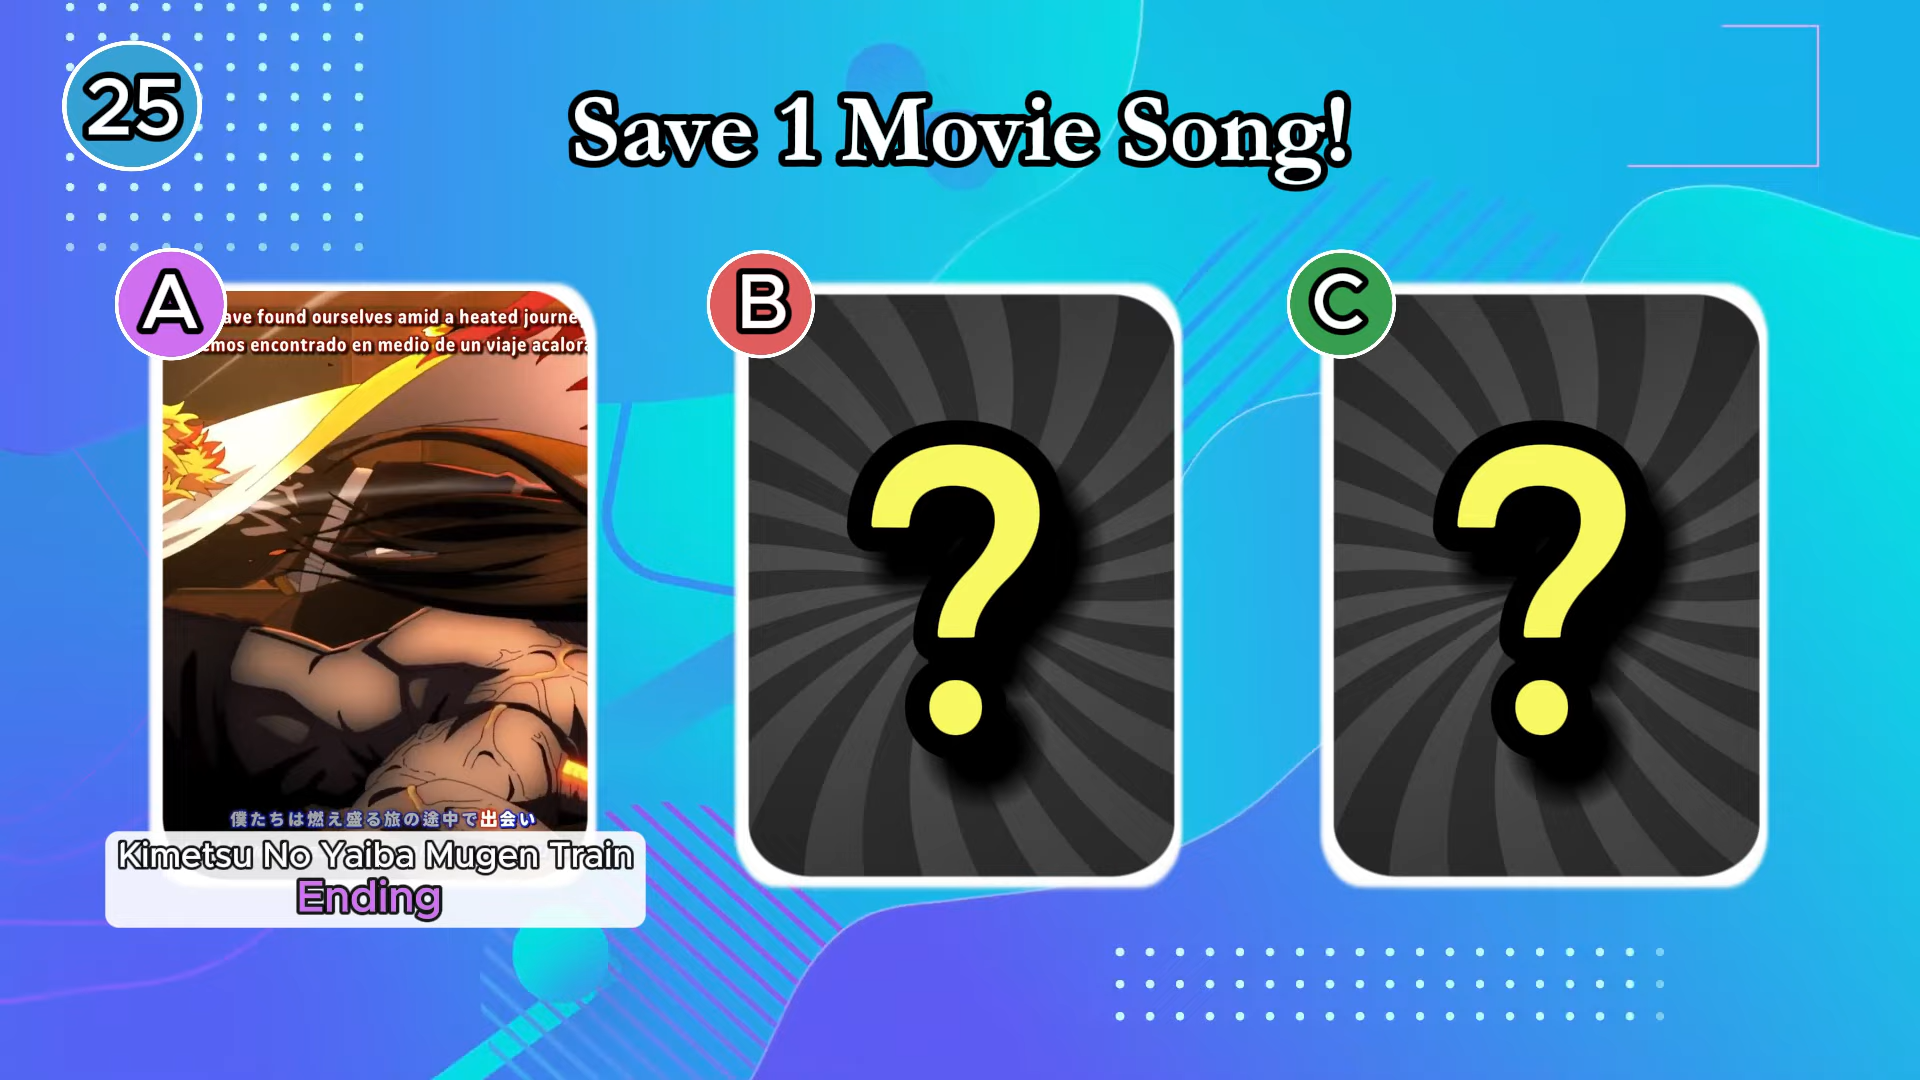 25
Save 1 Movie Song!
A
B
C
ave found ourselves amid a heated journe
emos encontrado en medio de un viaje acalora
?
?
僕たちは燃え盛る旅の途中で出会い
Kimetsu No Yaiba Mugen Train
Ending